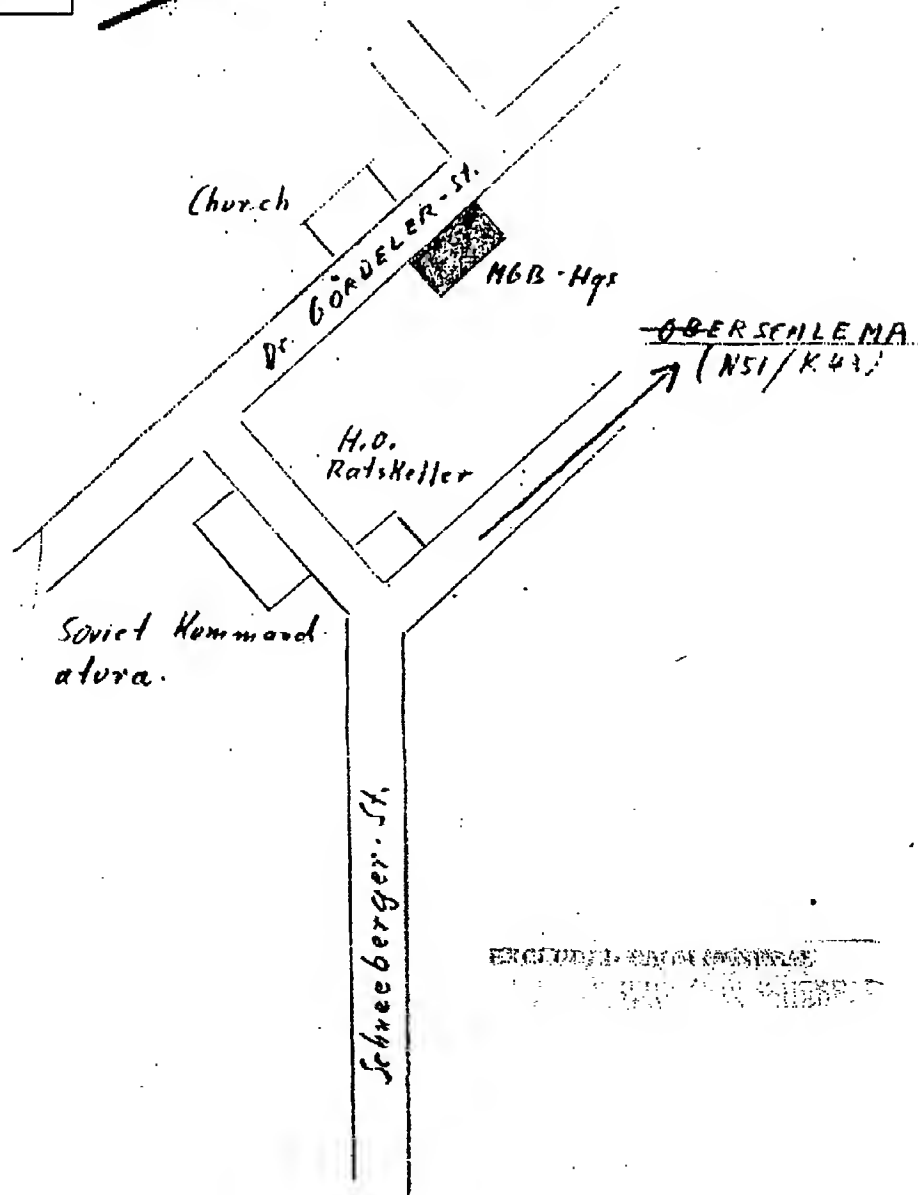 Church
Dr. GÖRDELER-St.
MGB-Hqs
OBERSCHLEMA
(N51/K43)
H.O.
Ratskeller
Soviet Kommand
atura.
Schneeberger-St.